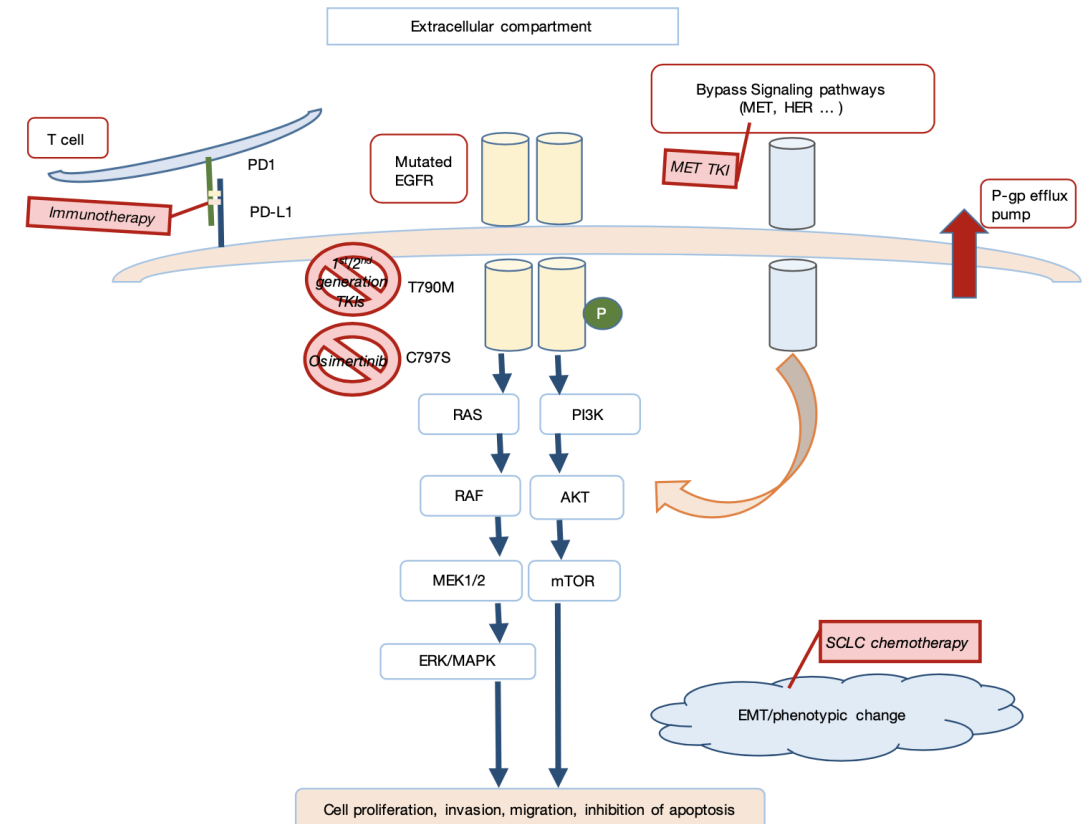 Extracellular compartment
Bypass Signaling pathways
(MET, HER ... )
MET TKI
T cell
PD1
Immunotherapy
PD-L1
Mutated
EGFR
P-gp efflux
pump
1st/2nd
generation
TKIs
T790M
P
Osimertinib
C797S
RAS
PI3K
RAF
AKT
MEK1/2
mTOR
ERK/MAPK
SCLC chemotherapy
EMT/phenotypic change
Cell proliferation, invasion, migration, inhibition of apoptosis